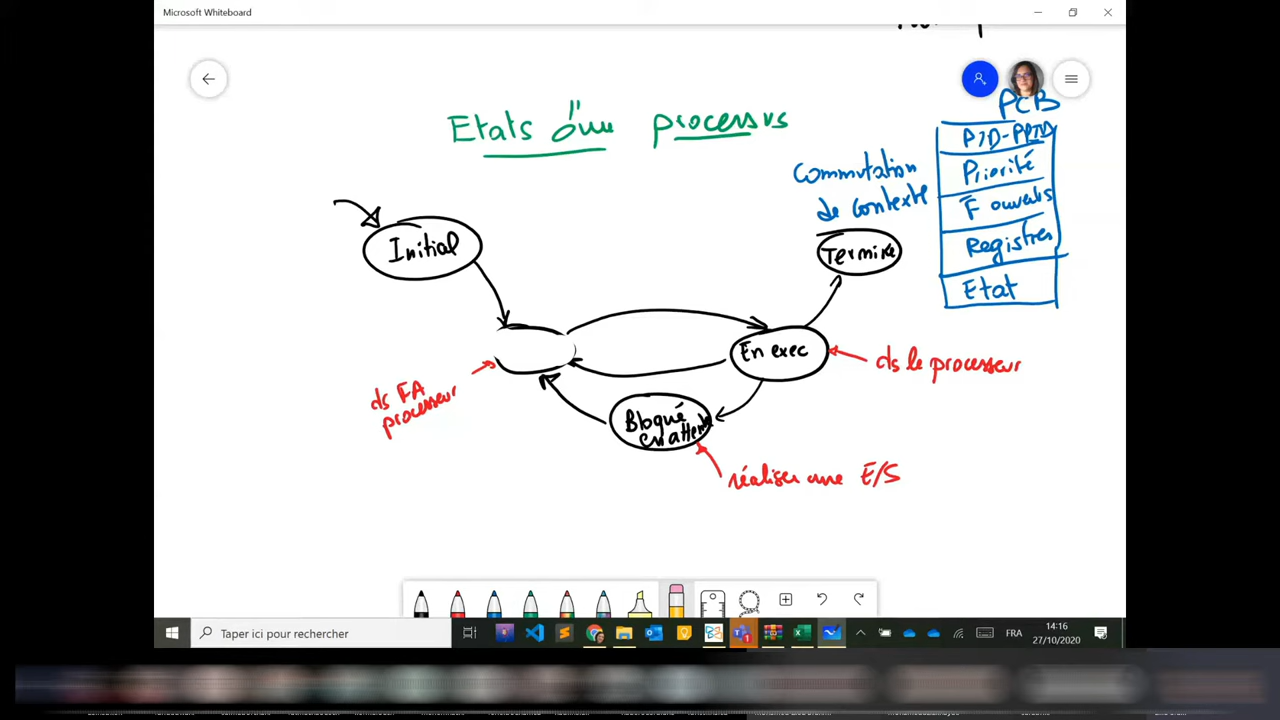 Microsoft Whiteboard
PCB
Etats d'un processus
PID-PPID
Priorité
F ouverts
Registres
Etat
Commutation
de contexte
Initial
Termine
En exec
ds le processeur
ds FA
processeur
Bloqué
en attente
réaliser une E/S
Taper ici pour rechercher
FRA
14:16
27/10/2020